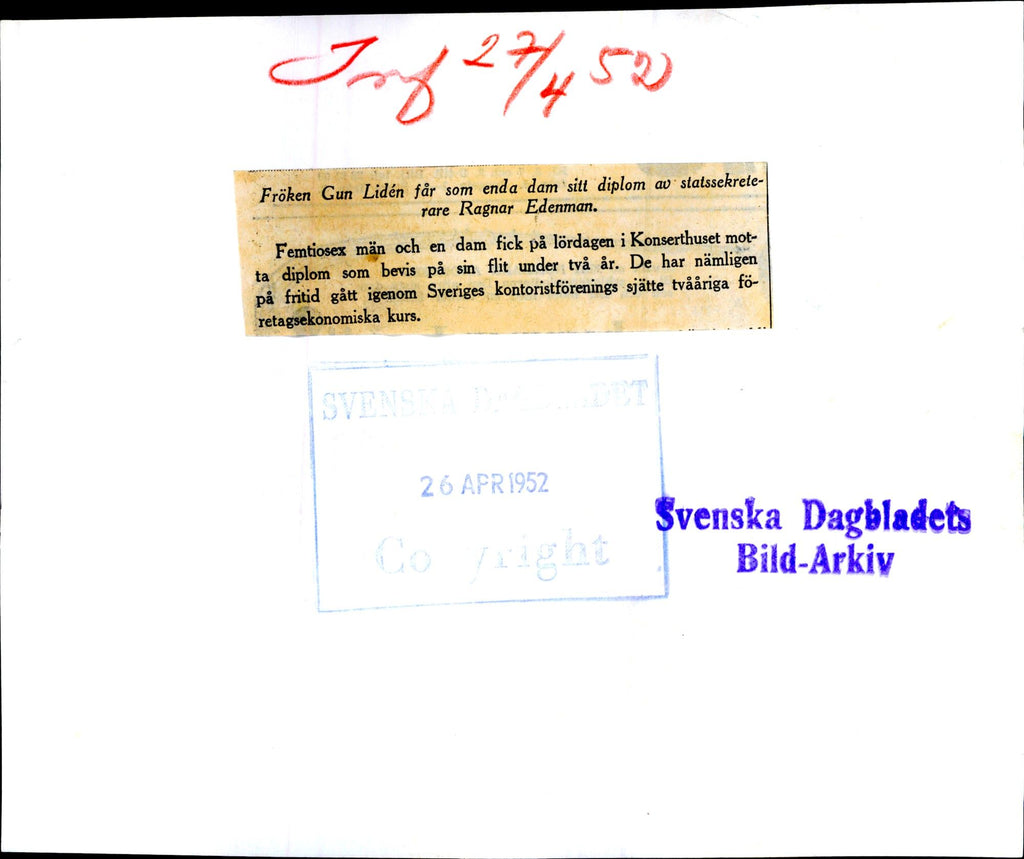 Inf 27/4 52
Fröken Gun Lidén får som enda dam sitt diplom av statssekrete-
rare Ragnar Edenman.
Femtiosex män och en dam fick på lördagen i Konserthuset mot-
ta diplom som bevis på sin flit under två år. De har nämligen
på fritid gått igenom Sveriges kontoristförenings sjätte tvååriga fö-
retagsekonomiska kurs.
SVENSKA DAGBLADET
26 APR 1952
Copyright
Svenska Dagbladets
Bild-Arkiv